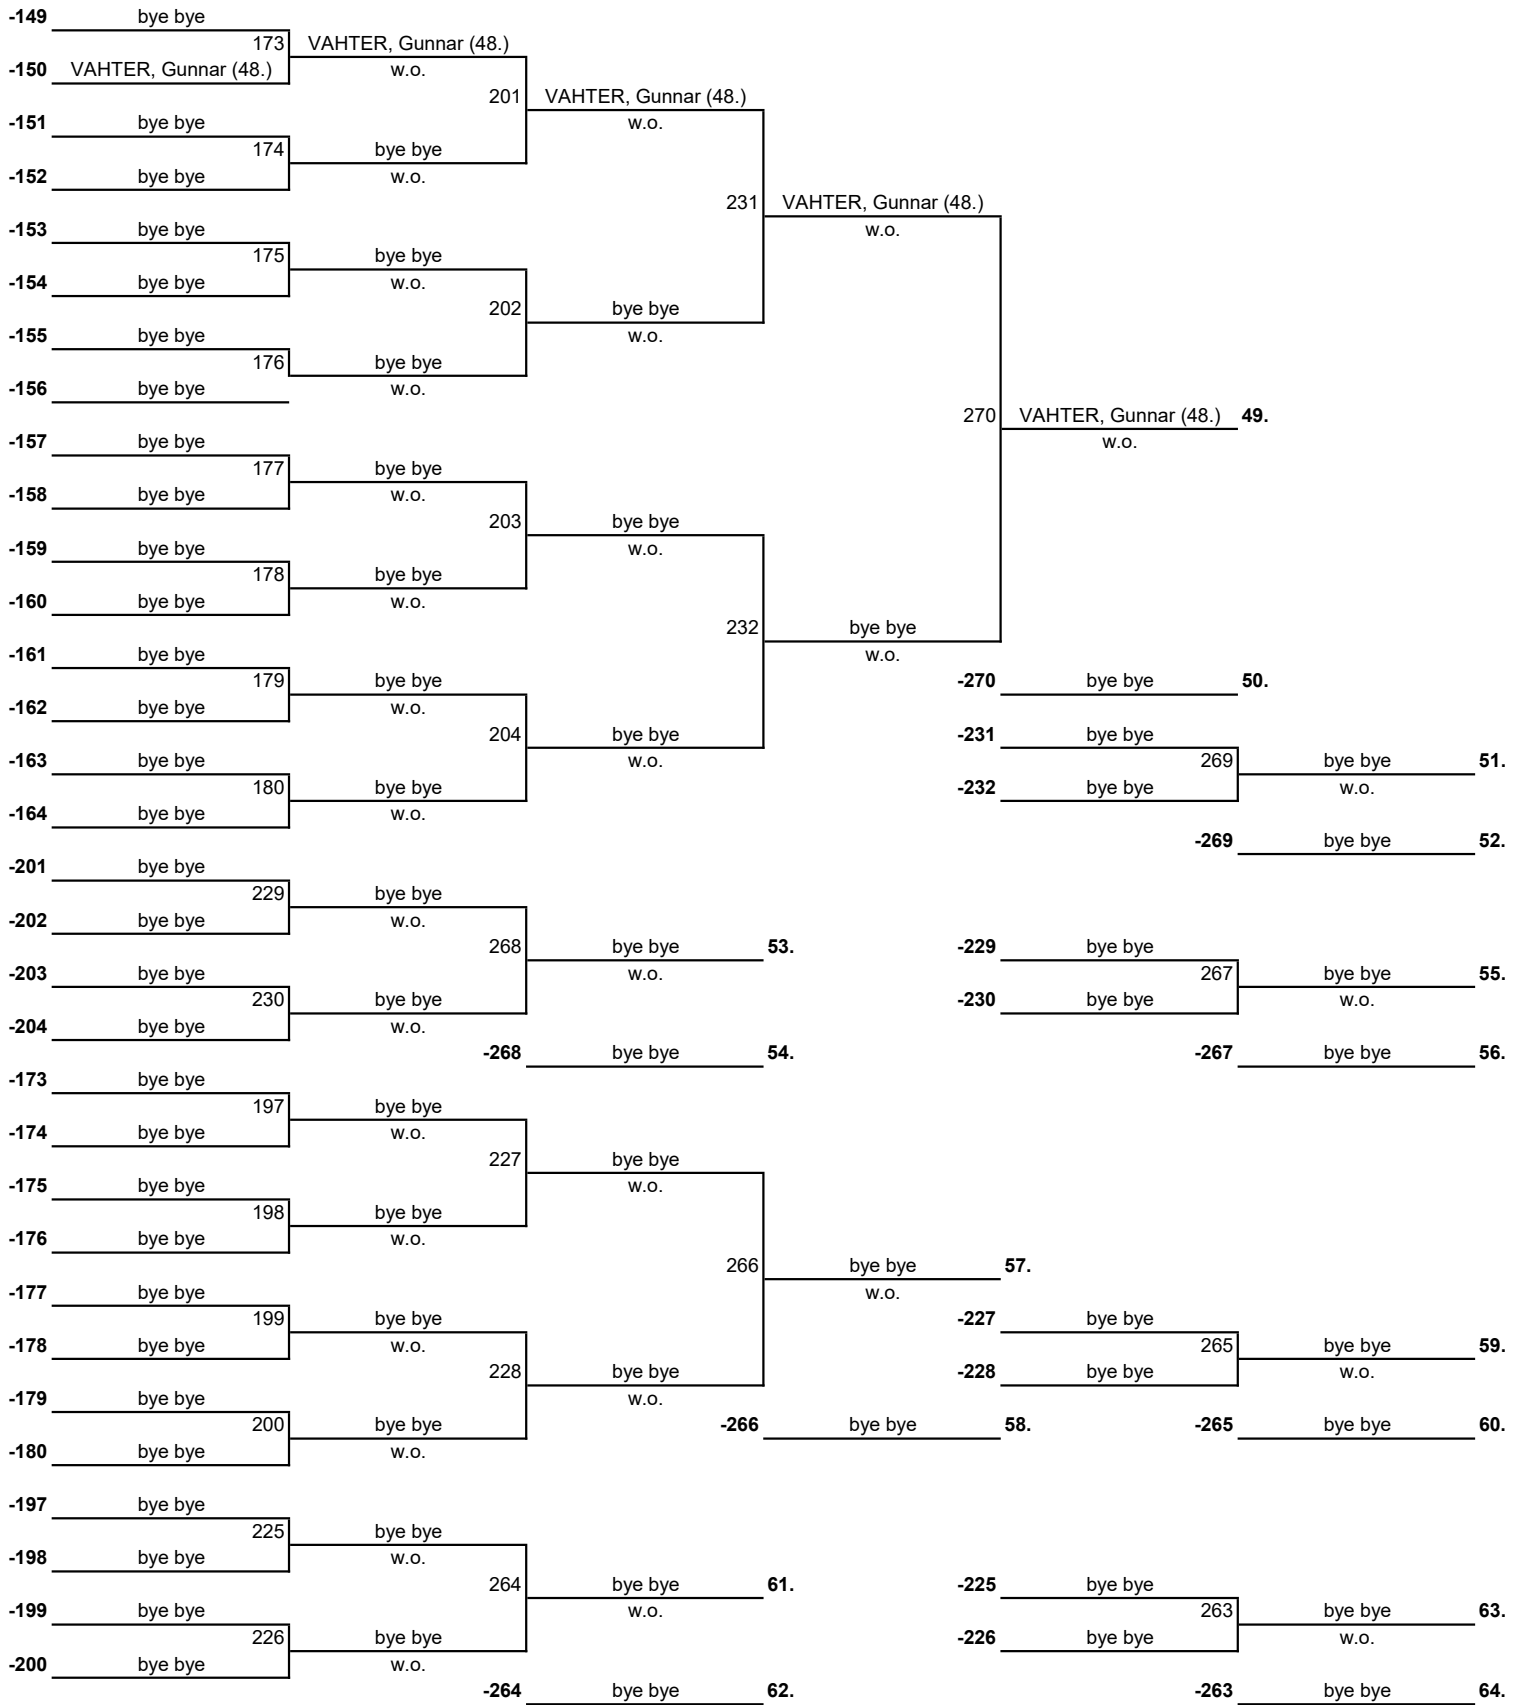 -149 bye bye
173 VAHTER, Gunnar (48.)
-150 VAHTER, Gunnar (48.) w.o.
201 VAHTER, Gunnar (48.)
-151 bye bye w.o.
174 bye bye
-152 bye bye w.o.
231 VAHTER, Gunnar (48.)
-153 bye bye w.o.
175 bye bye
-154 bye bye w.o.
202 bye bye
-155 bye bye w.o.
176 bye bye
-156 bye bye w.o.
270 VAHTER, Gunnar (48.) 49.
-157 bye bye w.o.
177 bye bye
-158 bye bye w.o.
203 bye bye
-159 bye bye w.o.
178 bye bye
-160 bye bye w.o.
232 bye bye
-161 bye bye w.o.
179 bye bye -270 bye bye 50.
-162 bye bye w.o.
204 bye bye -231 bye bye
-163 bye bye w.o. 269 bye bye 51.
180 bye bye -232 bye bye w.o.
-164 bye bye w.o.
-269 bye bye 52.
-201 bye bye
229 bye bye
-202 bye bye w.o.
268 bye bye 53. -229 bye bye
-203 bye bye w.o. 267 bye bye 55.
230 bye bye -230 bye bye w.o.
-204 bye bye w.o.
-268 bye bye 54. -267 bye bye 56.
-173 bye bye
197 bye bye
-174 bye bye w.o.
227 bye bye
-175 bye bye w.o.
198 bye bye
-176 bye bye w.o.
266 bye bye 57.
-177 bye bye w.o.
199 bye bye -227 bye bye
-178 bye bye w.o. 265 bye bye 59.
228 bye bye -228 bye bye w.o.
-179 bye bye w.o.
200 bye bye -266 bye bye 58. -265 bye bye 60.
-180 bye bye w.o.
-197 bye bye
225 bye bye
-198 bye bye w.o.
264 bye bye 61. -225 bye bye
-199 bye bye w.o. 263 bye bye 63.
226 bye bye -226 bye bye w.o.
-200 bye bye w.o.
-264 bye bye 62. -263 bye bye 64.